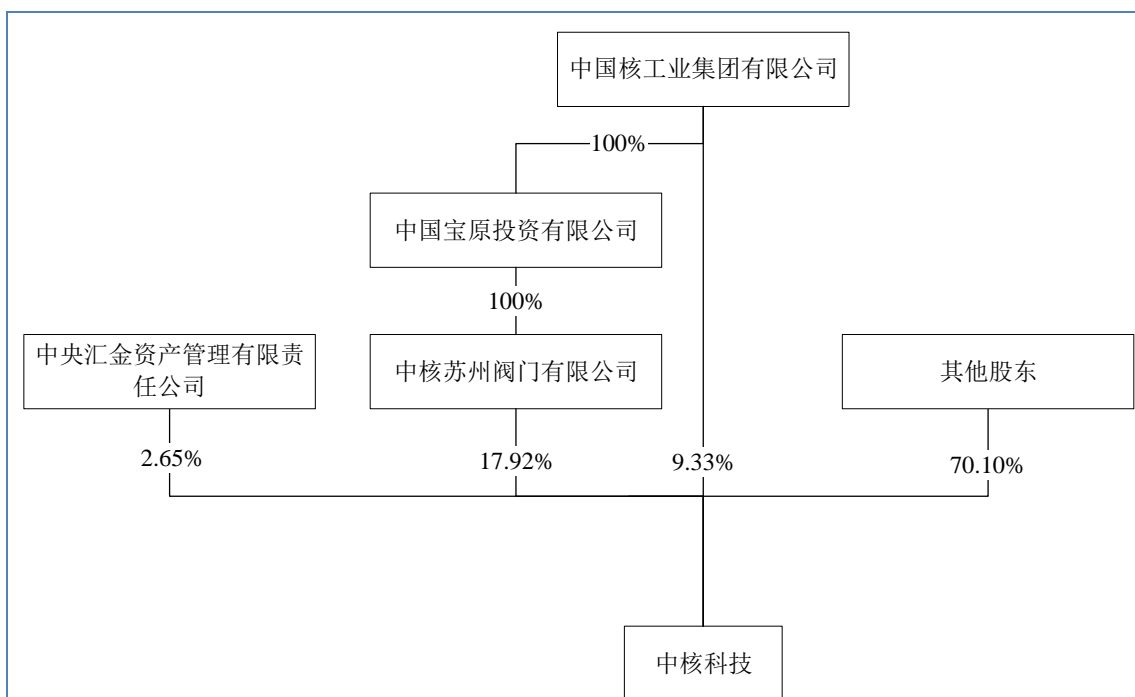 中国核工业集团有限公司
100%
中国宝原投资有限公司
100%
中央汇金资产管理有限责
任公司
中核苏州阀门有限公司
其他股东
2.65%
17.92%
9.33%
70.10%
中核科技